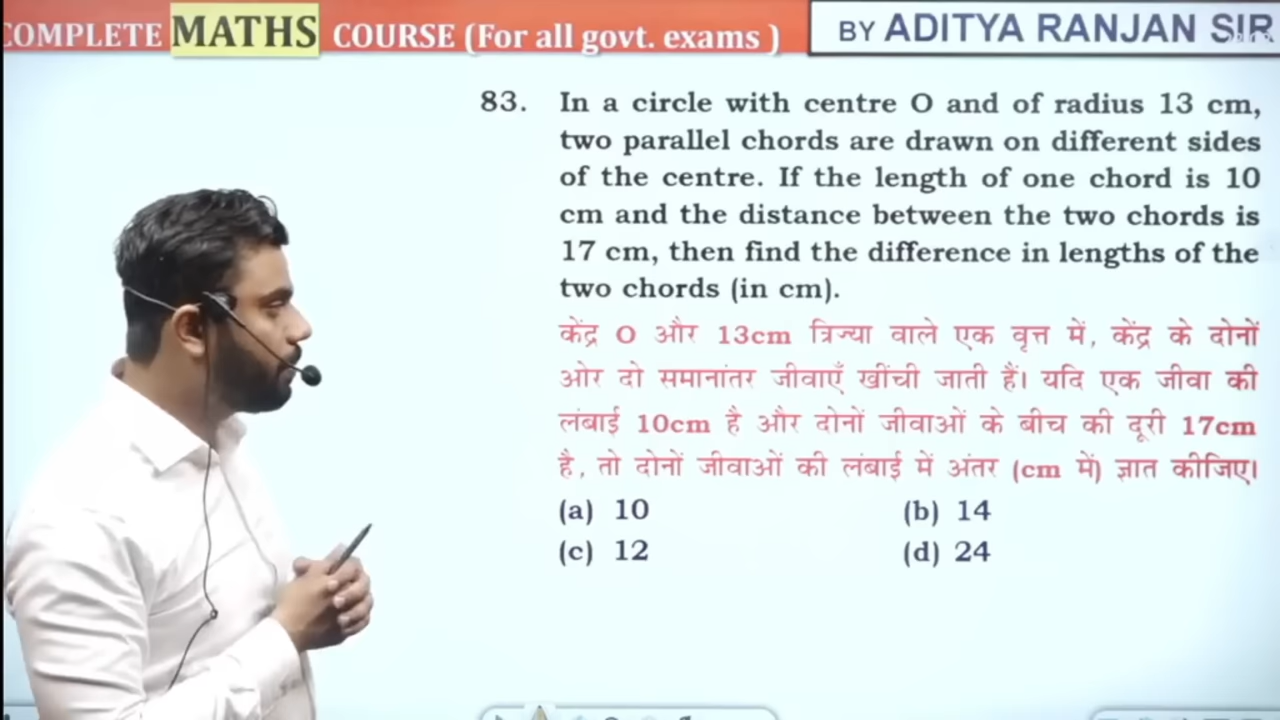 COMPLETE MATHS COURSE (For all govt. exams )
BY ADITYA RANJAN SIR
83. In a circle with centre O and of radius 13 cm,
two parallel chords are drawn on different sides
of the centre. If the length of one chord is 10
cm and the distance between the two chords is
17 cm, then find the difference in lengths of the
two chords (in cm).
केंद्र O और 13cm त्रिज्या वाले एक वृत्त में, केंद्र के दोनों
ओर दो समानांतर जीवाएँ खींची जाती हैं। यदि एक जीवा की
लंबाई 10cm है और दोनों जीवाओं के बीच की दूरी 17cm
है, तो दोनों जीवाओं की लंबाई में अंतर (cm में) ज्ञात कीजिए।
(a) 10 (b) 14
(c) 12 (d) 24